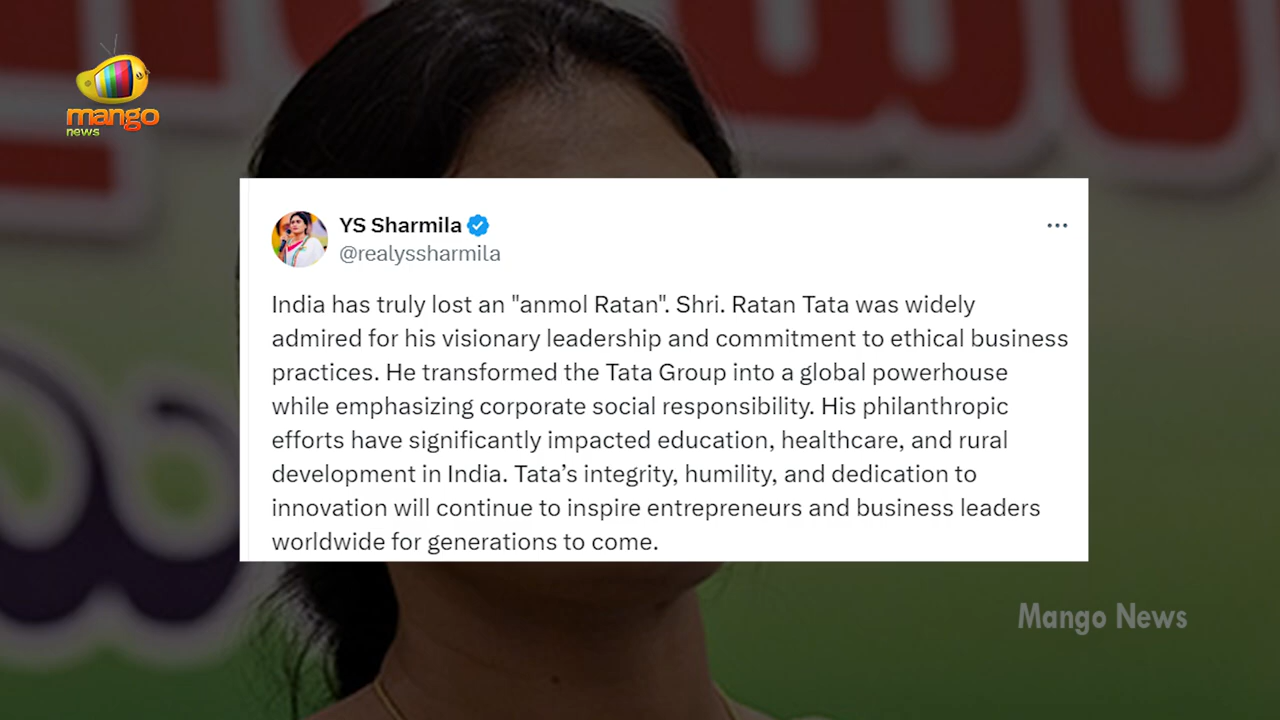 mango
news
YS Sharmila
@realyssharmila
India has truly lost an "anmol Ratan". Shri. Ratan Tata was widely
admired for his visionary leadership and commitment to ethical business
practices. He transformed the Tata Group into a global powerhouse
while emphasizing corporate social responsibility. His philanthropic
efforts have significantly impacted education, healthcare, and rural
development in India. Tata’s integrity, humility, and dedication to
innovation will continue to inspire entrepreneurs and business leaders
worldwide for generations to come.
Mango News